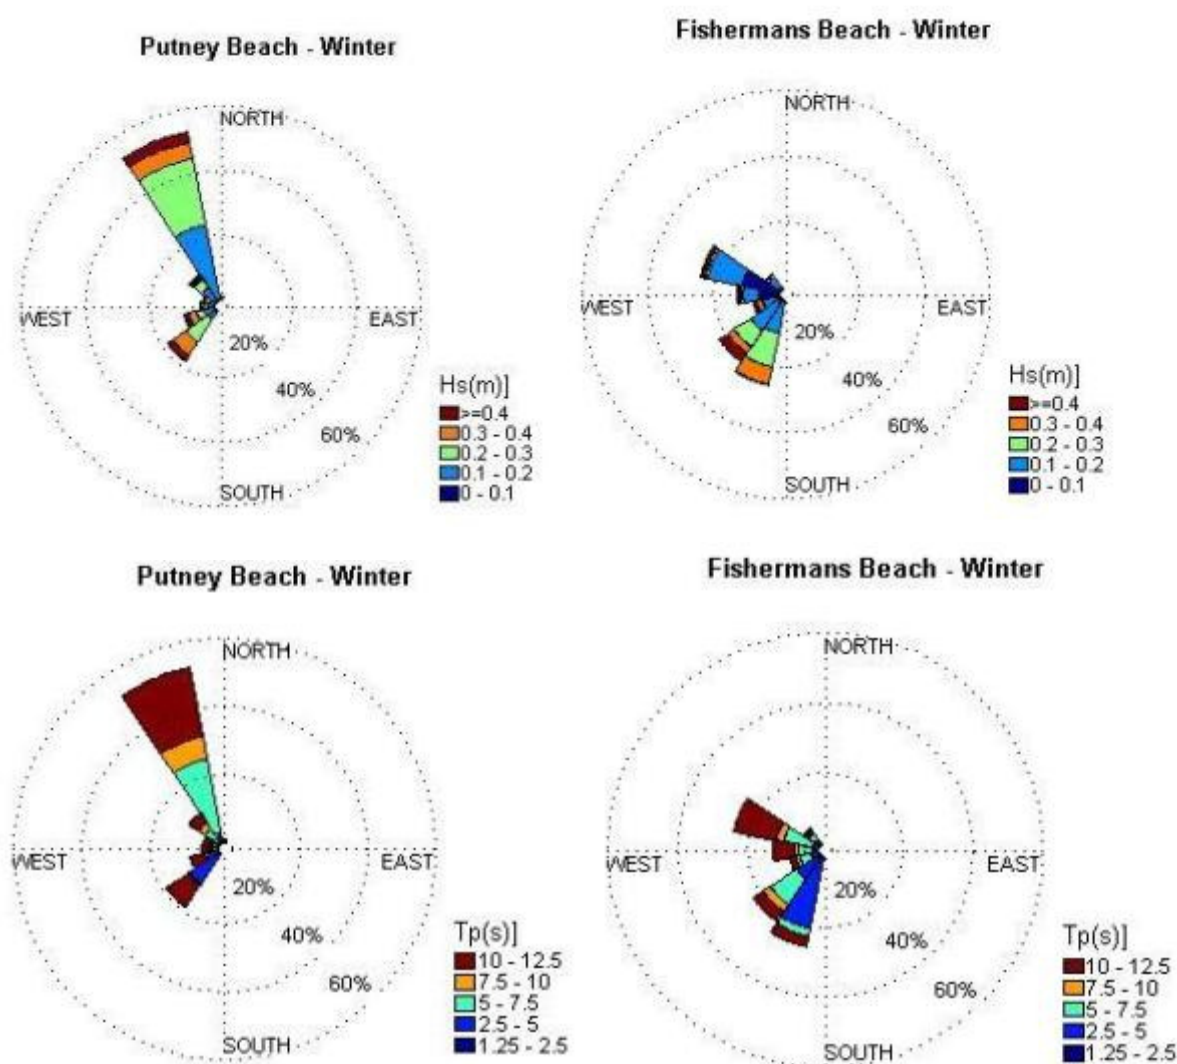 Putney Beach - Winter
NORTH
WEST
EAST
20%
40%
60%
SOUTH
Hs(m)]
>=0.4
0.3 - 0.4
0.2 - 0.3
0.1 - 0.2
0 - 0.1
Fishermans Beach - Winter
NORTH
WEST
EAST
20%
40%
60%
SOUTH
Hs(m)]
>=0.4
0.3 - 0.4
0.2 - 0.3
0.1 - 0.2
0 - 0.1
Putney Beach - Winter
NORTH
WEST
EAST
20%
40%
60%
SOUTH
Tp(s)]
10 - 12.5
7.5 - 10
5 - 7.5
2.5 - 5
1.25 - 2.5
Fishermans Beach - Winter
NORTH
WEST
EAST
20%
40%
60%
SOUTH
Tp(s)]
10 - 12.5
7.5 - 10
5 - 7.5
2.5 - 5
1.25 - 2.5